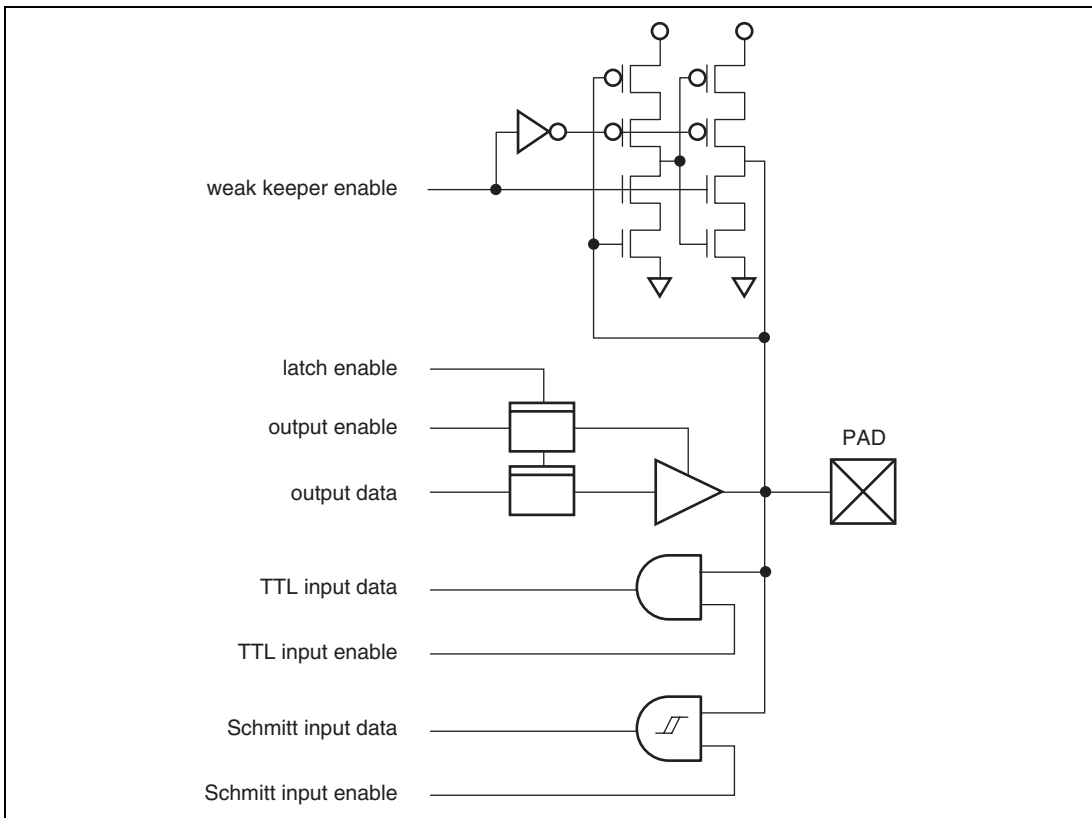 weak keeper enable
latch enable
output enable
PAD
output data
TTL input data
TTL input enable
Schmitt input data
Schmitt input enable